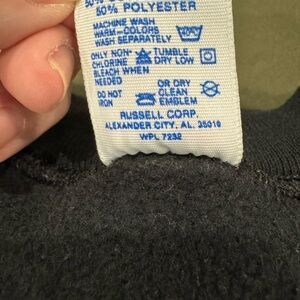 50% POLYESTER
MACHINE WASH
WARM-COLORS
WASH SEPARATELY
ONLY NON- TUMBLE
CHLORINE DRY LOW
BLEACH WHEN
NEEDED OR DRY
DO NOT CLEAN
IRON EMBLEM
RUSSELL CORP.
ALEXANDER CITY, AL. 35010
WPL 7232